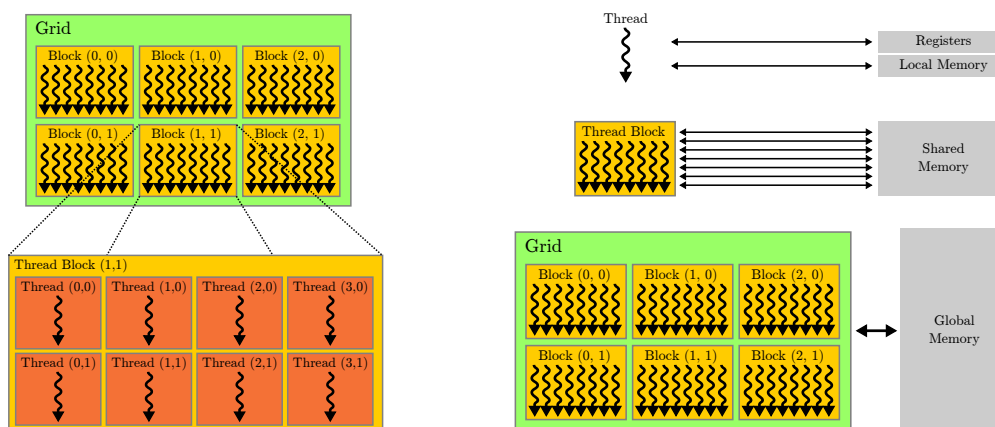 Grid
Block (0, 0)
Block (1, 0)
Block (2, 0)
Block (0, 1)
Block (1, 1)
Block (2, 1)
Thread Block (1,1)
Thread (0,0)
Thread (1,0)
Thread (2,0)
Thread (3,0)
Thread (0,1)
Thread (1,1)
Thread (2,1)
Thread (3,1)
Thread
Registers
Local Memory
Thread Block
Shared
Memory
Grid
Block (0, 0)
Block (1, 0)
Block (2, 0)
Block (0, 1)
Block (1, 1)
Block (2, 1)
Global
Memory